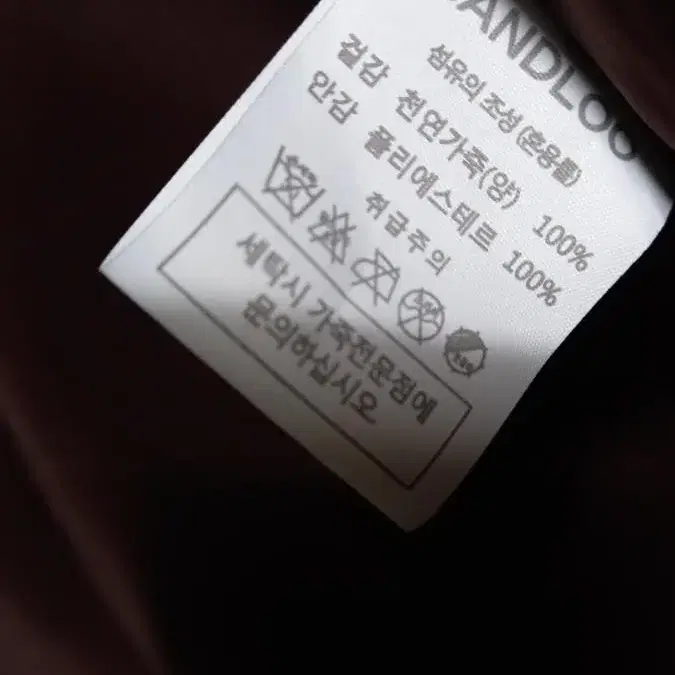 ANDLOO
섬유의 조성 (혼용률)
겉감 천연가죽(양) 100%
안감 폴리에스테르 100%
취급주의
세탁시 가죽전문점에
문의하십시오